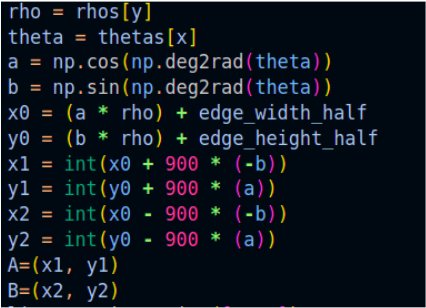 rho = rhos[y]
theta = thetas[x]
a = np.cos(np.deg2rad(theta))
b = np.sin(np.deg2rad(theta))
x0 = (a * rho) + edge_width_half
y0 = (b * rho) + edge_height_half
x1 = int(x0 + 900 * (-b))
y1 = int(y0 + 900 * (a))
x2 = int(x0 - 900 * (-b))
y2 = int(y0 - 900 * (a))
A=(x1, y1)
B=(x2, y2)